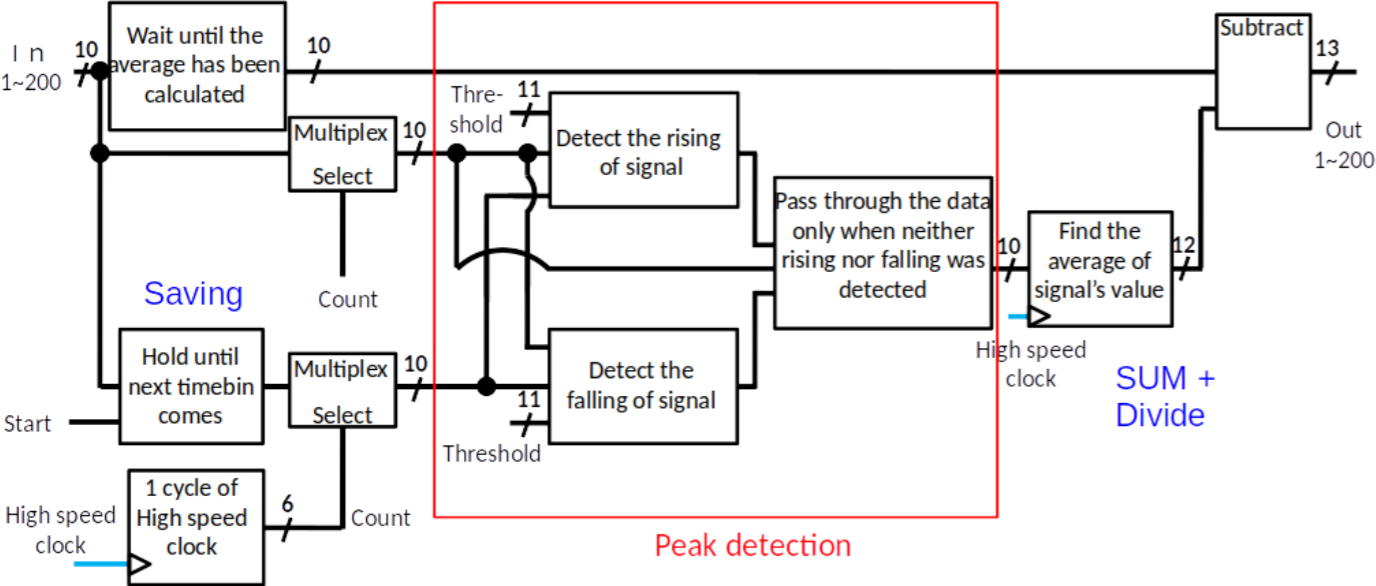 I n
1~200
10
Wait until the
average has been
calculated
10
Subtract
13
Out
1~200
Multiplex
Select
10
Count
Thre-
shold
11
Detect the rising
of signal
Pass through the data
only when neither
rising nor falling was
detected
10
Find the
average of
signal's value
12
High speed
clock
SUM +
Divide
Saving
Hold until
next timebin
comes
Start
Multiplex
Select
10
Detect the
falling of signal
11
Threshold
1 cycle of
High speed
clock
High speed
clock
6
Count
Peak detection